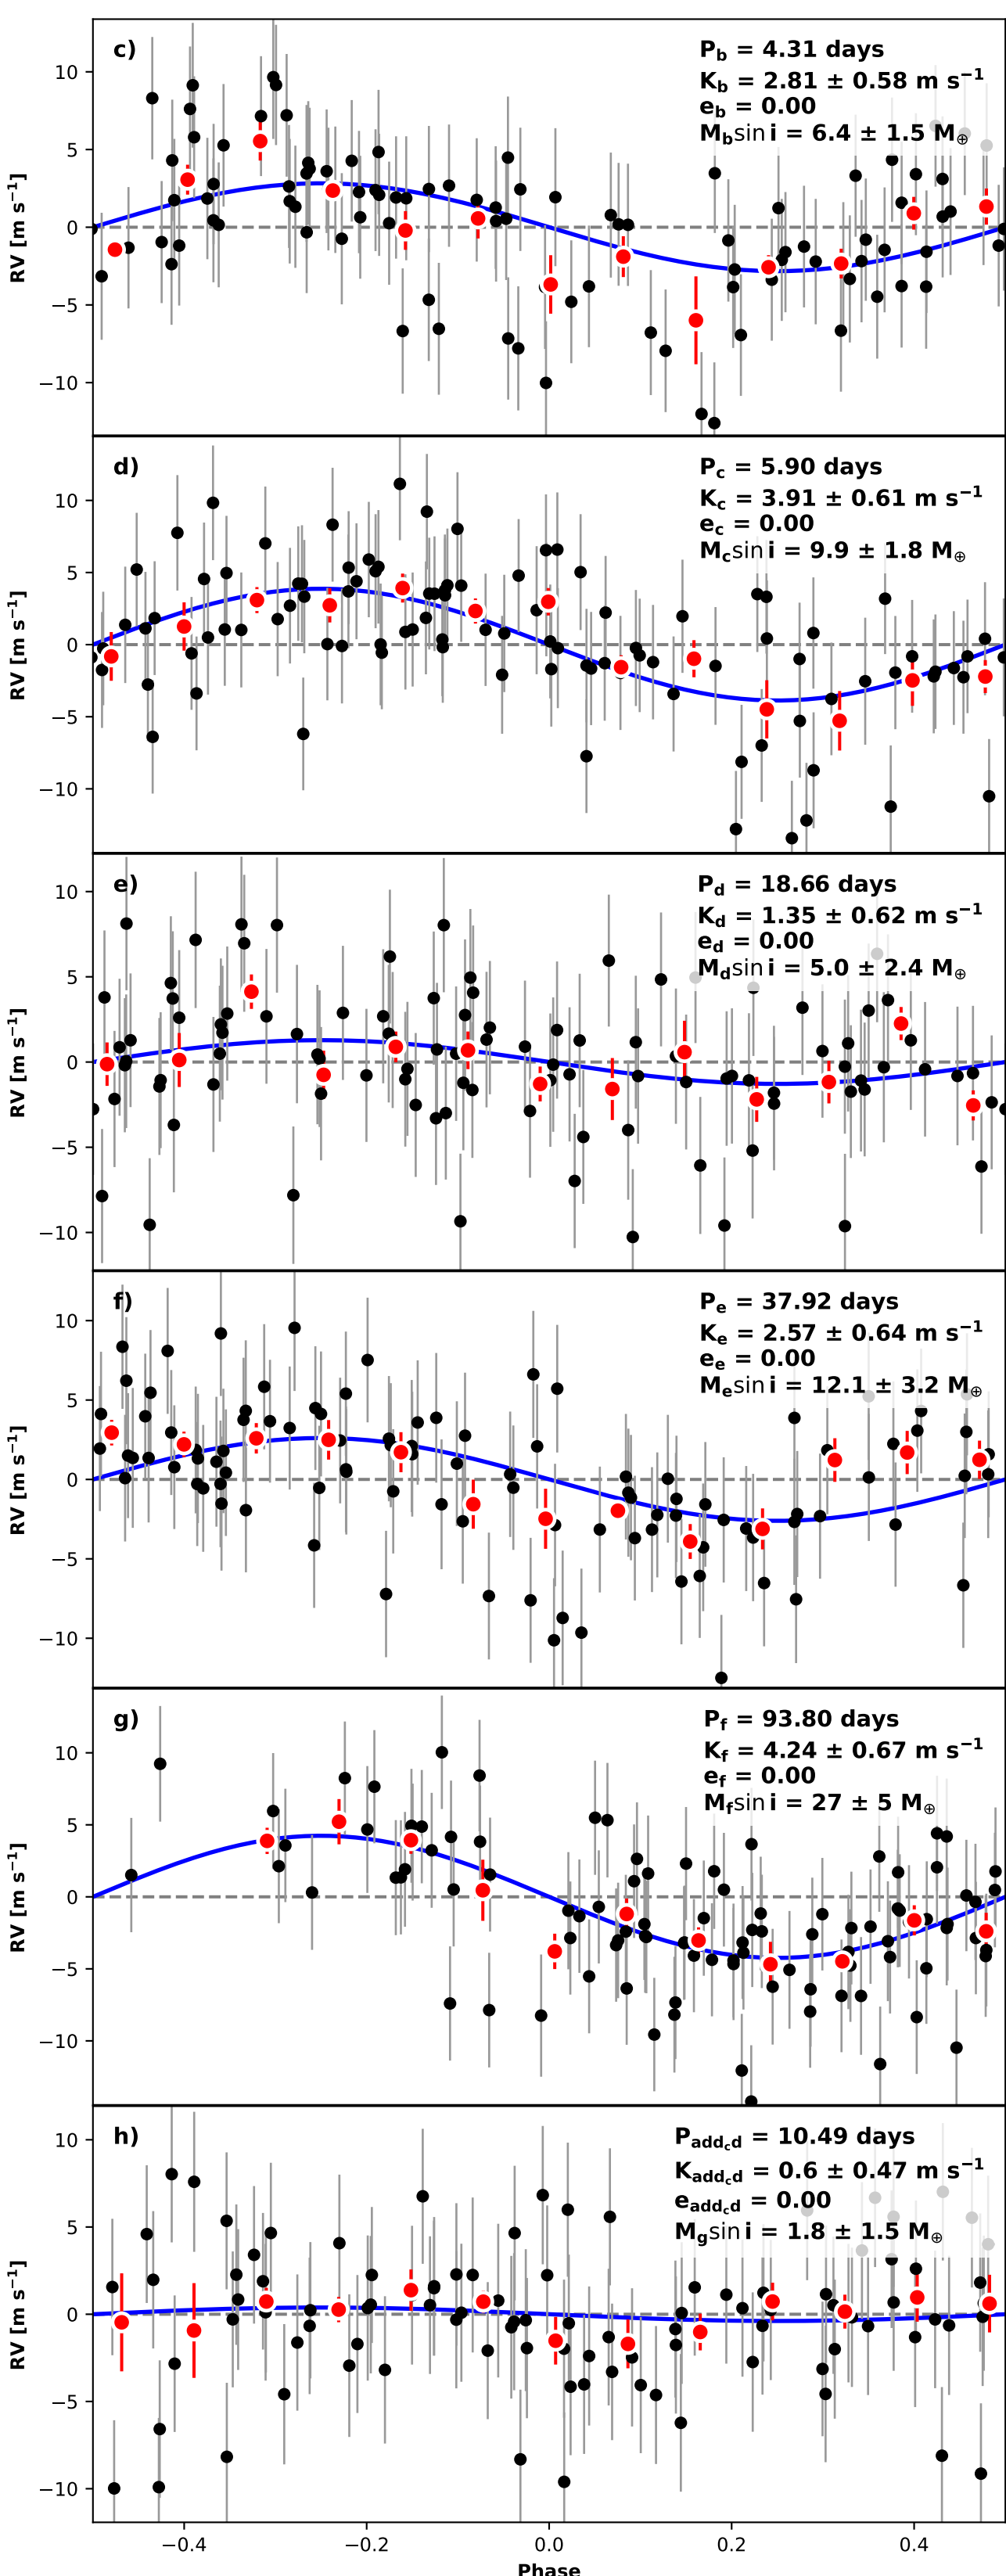 c)
P_b = 4.31 days
K_b = 2.81 ± 0.58 m s⁻¹
e_b = 0.00
M_b sin i = 6.4 ± 1.5 M⊕
10
5
0
−5
−10
RV [m s⁻¹]
d)
P_c = 5.90 days
K_c = 3.91 ± 0.61 m s⁻¹
e_c = 0.00
M_c sin i = 9.9 ± 1.8 M⊕
10
5
0
−5
−10
RV [m s⁻¹]
e)
P_d = 18.66 days
K_d = 1.35 ± 0.62 m s⁻¹
e_d = 0.00
M_d sin i = 5.0 ± 2.4 M⊕
10
5
0
−5
−10
RV [m s⁻¹]
f)
P_e = 37.92 days
K_e = 2.57 ± 0.64 m s⁻¹
e_e = 0.00
M_e sin i = 12.1 ± 3.2 M⊕
10
5
0
−5
−10
RV [m s⁻¹]
g)
P_f = 93.80 days
K_f = 4.24 ± 0.67 m s⁻¹
e_f = 0.00
M_f sin i = 27 ± 5 M⊕
10
5
0
−5
−10
RV [m s⁻¹]
h)
P_add_cd = 10.49 days
K_add_cd = 0.6 ± 0.47 m s⁻¹
e_add_cd = 0.00
M_g sin i = 1.8 ± 1.5 M⊕
10
5
0
−5
−10
RV [m s⁻¹]
−0.4 −0.2 0.0 0.2 0.4
Phase